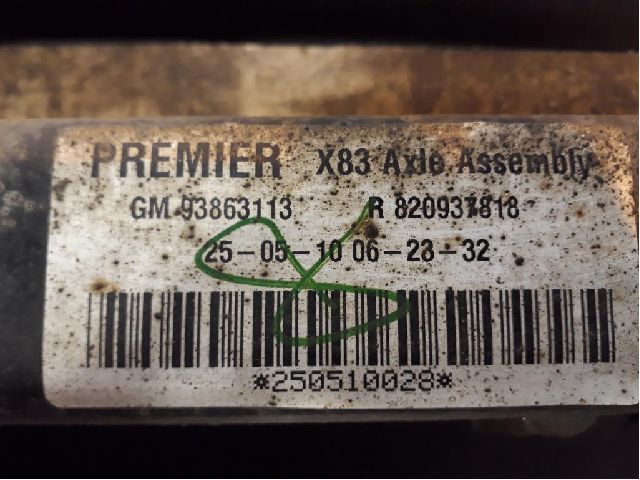 PREMIER X83 Axle Assembly
GM 93863113 R 820937818
25-05-10 06-23-32
*250510028*